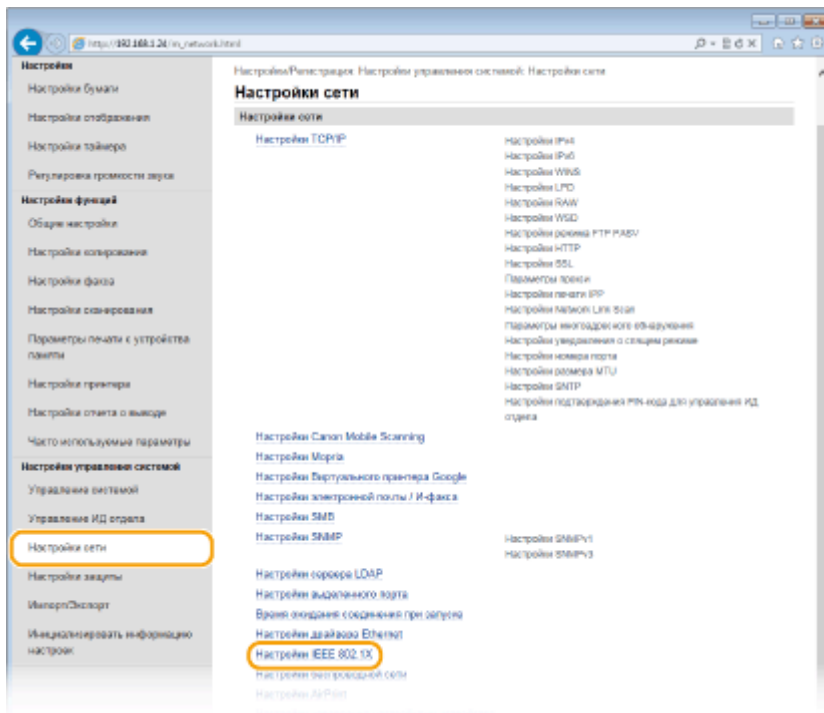 http://192.168.1.24/m_network.html
Настройки
Настройки бумаги
Настройки отображения
Настройки таймера
Регулировка громкости звука
Настройки функций
Общие настройки
Настройки копирования
Настройки факса
Настройки сканирования
Параметры печати с устройства
памяти
Настройки принтера
Настройки отчета о выводе
Часто используемые параметры
Настройки управления системой
Управление системой
Управление ИД отдела
Настройки сети
Настройки защиты
Импорт/Экспорт
Инициализировать информацию
настроек
Настройки/Регистрация: Настройки управления системой: Настройки сети
Настройки сети
Настройки сети
Настройки TCP/IP
Настройки IPv4
Настройки IPv6
Настройки WINS
Настройки LPD
Настройки RAW
Настройки WSD
Настройки режима FTP PASV
Настройки HTTP
Настройки SSL
Параметры прокси
Настройки печати IPP
Настройки Network Link Scan
Параметры многоадресного обнаружения
Настройки уведомления о спящем режиме
Настройки номера порта
Настройки размера MTU
Настройки SNTP
Настройки подтверждения PIN-кода для управления ИД
отдела
Настройки Canon Mobile Scanning
Настройки Mopria
Настройки Виртуального принтера Google
Настройки электронной почты / И-факса
Настройки SMB
Настройки SNMP
Настройки SNMPv1
Настройки SNMPv3
Настройки сервера LDAP
Настройки выделенного порта
Время ожидания соединения при запуске
Настройки драйвера Ethernet
Настройки IEEE 802.1X
Настройки беспроводной сети
Настройки AirPrint